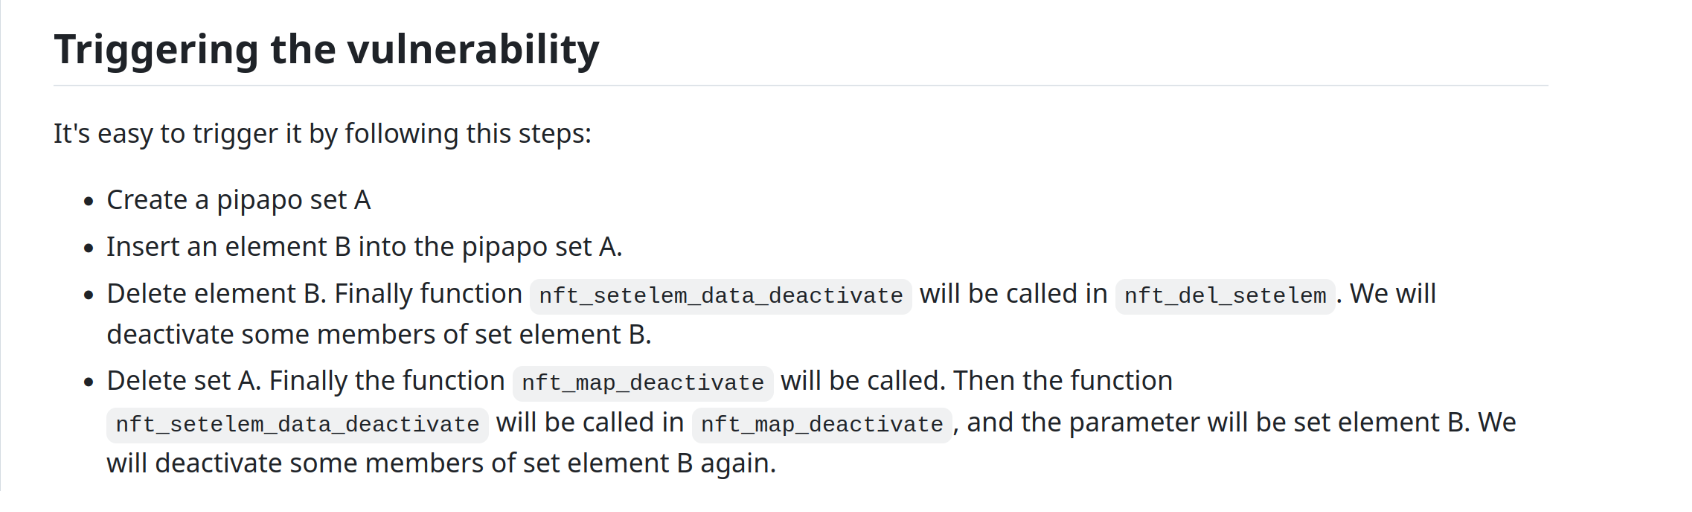 Triggering the vulnerability
It's easy to trigger it by following this steps:
• Create a pipapo set A
• Insert an element B into the pipapo set A.
• Delete element B. Finally function nft_setelem_data_deactivate will be called in nft_del_setelem. We will
deactivate some members of set element B.
• Delete set A. Finally the function nft_map_deactivate will be called. Then the function
nft_setelem_data_deactivate will be called in nft_map_deactivate, and the parameter will be set element B. We
will deactivate some members of set element B again.